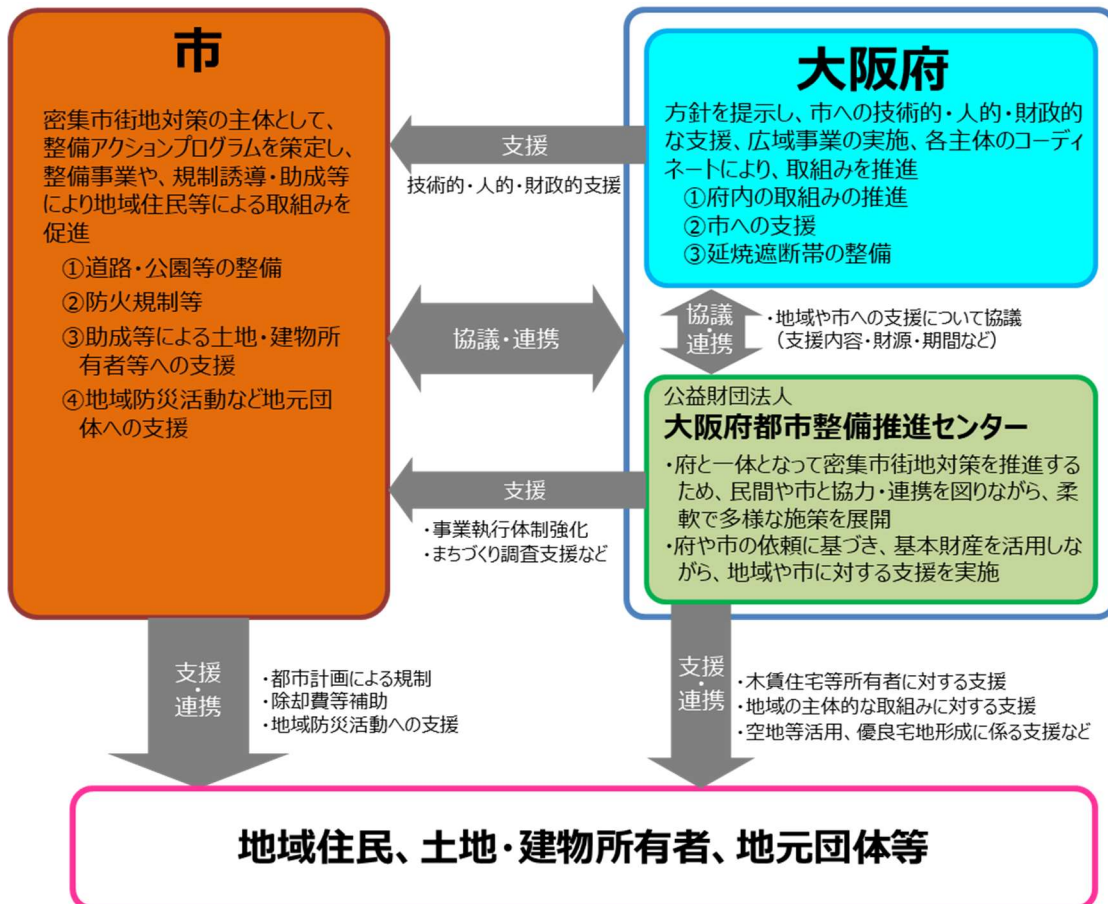 市
密集市街地対策の主体として、
整備アクションプログラムを策定し、
整備事業や、規制誘導・助成等
により地域住民等による取組みを
促進
①道路・公園等の整備
②防火規制等
③助成等による土地・建物所
有者等への支援
④地域防災活動など地元団
体への支援
支援
技術的・人的・財政的支援
大阪府
方針を提示し、市への技術的・人的・財政的
な支援、広域事業の実施、各主体のコーディ
ネートにより、取組みを推進
①府内の取組みの推進
②市への支援
③延焼遮断帯の整備
協議・連携
協議
・
連携
・地域や市への支援について協議
（支援内容・財源・期間など）
公益財団法人
大阪府都市整備推進センター
・府と一体となって密集市街地対策を推進する
ため、民間や市と協力・連携を図りながら、柔
軟で多様な施策を展開
・府や市の依頼に基づき、基本財産を活用しな
がら、地域や市に対する支援を実施
支援
・事業執行体制強化
・まちづくり調査支援など
支援
・
連携
・都市計画による規制
・除却費等補助
・地域防災活動への支援
支援
・
連携
・木賃住宅等所有者に対する支援
・地域の主体的な取組みに対する支援
・空地等活用、優良宅地形成に係る支援など
地域住民、土地・建物所有者、地元団体等